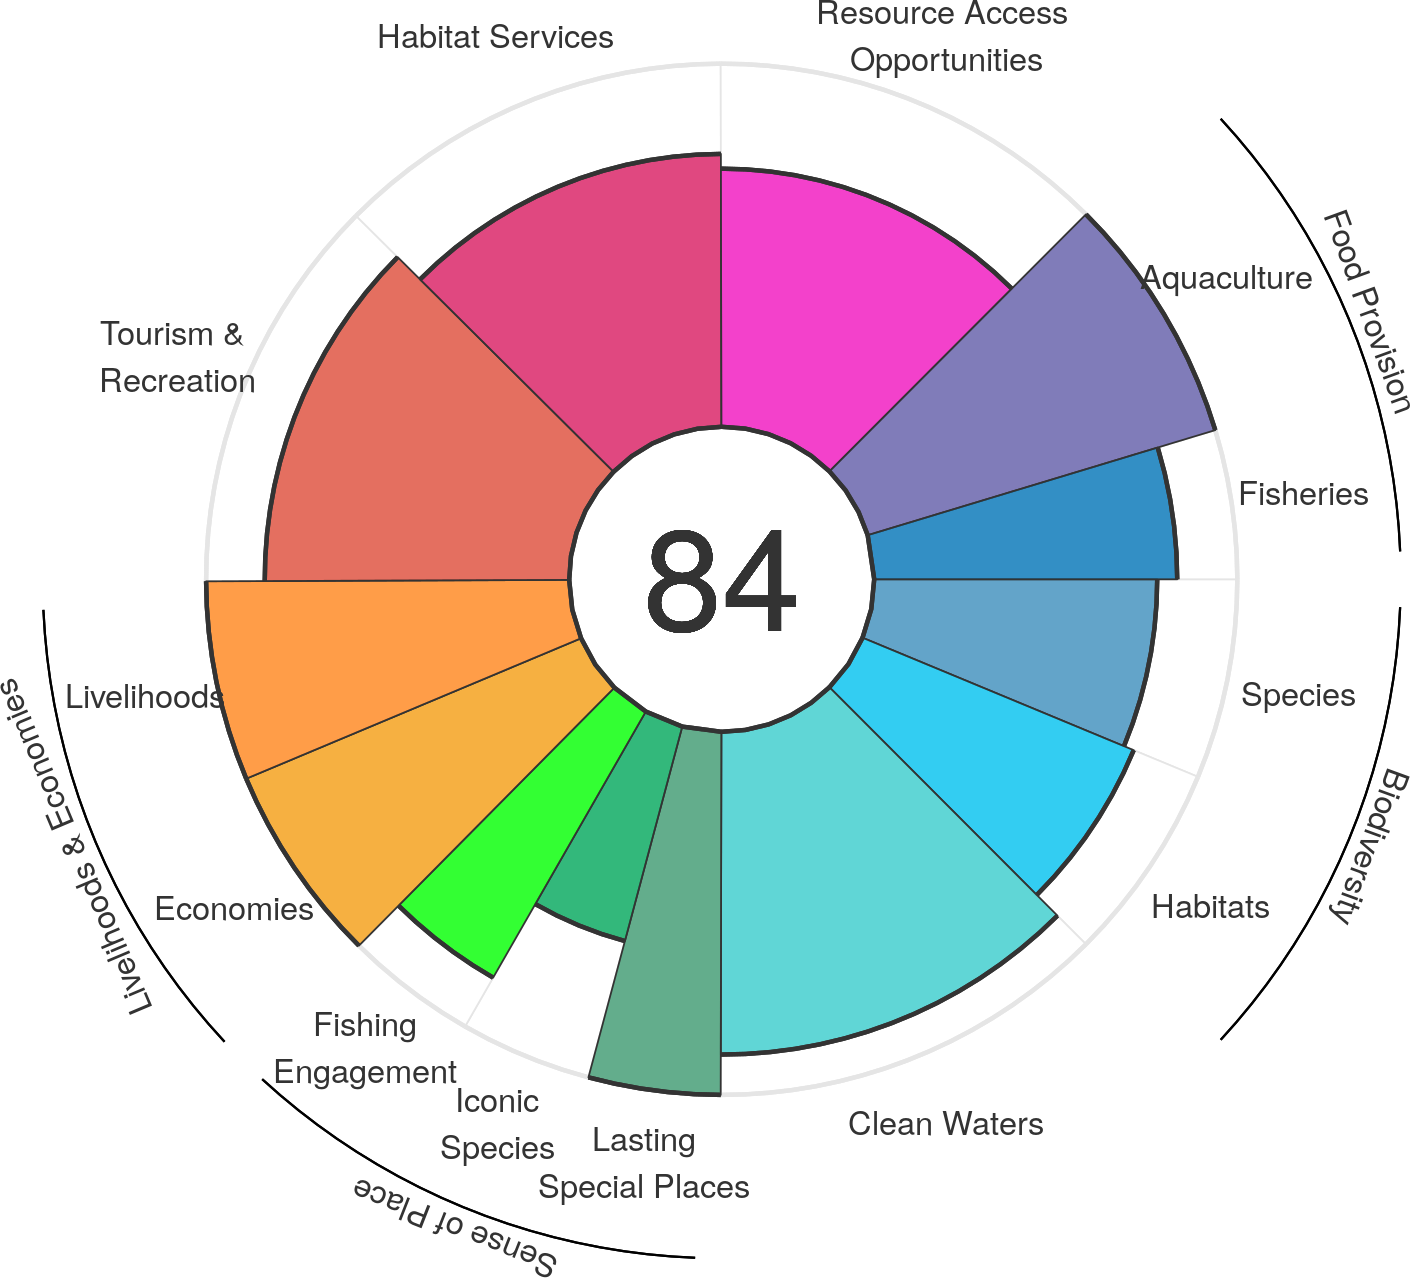 Resource Access
Opportunities
Habitat Services
Food Provision
Aquaculture
Tourism &
Recreation
Fisheries
84
Species
Livelihoods
Livelihoods & Economies
Biodiversity
Habitats
Economies
Fishing
Engagement
Iconic
Species
Lasting
Special Places
Clean Waters
Sense of Place